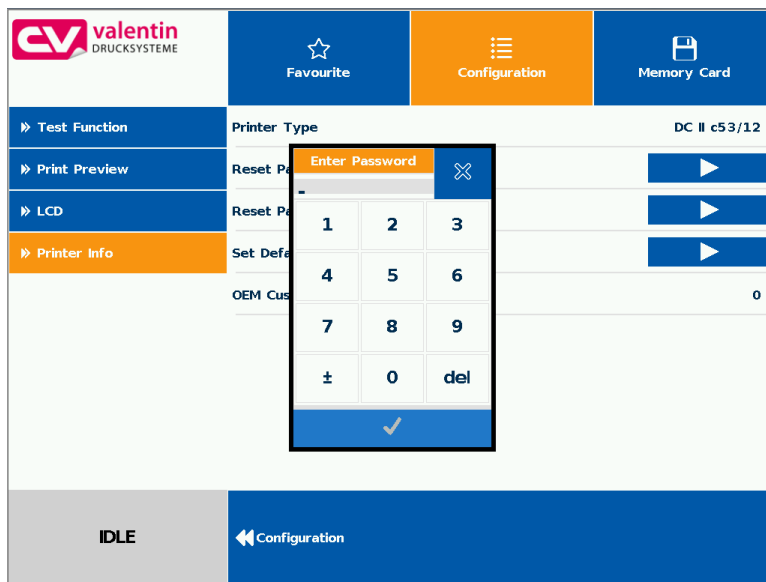 valentin
DRUCKSYSTEME
Favourite
Configuration
Memory Card
Test Function
Print Preview
LCD
Printer Info
Printer Type
DC II c53/12
Reset Pa
Reset Pa
Set Defa
OEM Cus
0
Enter Password
-
1 2 3
4 5 6
7 8 9
± 0 del
IDLE
Configuration